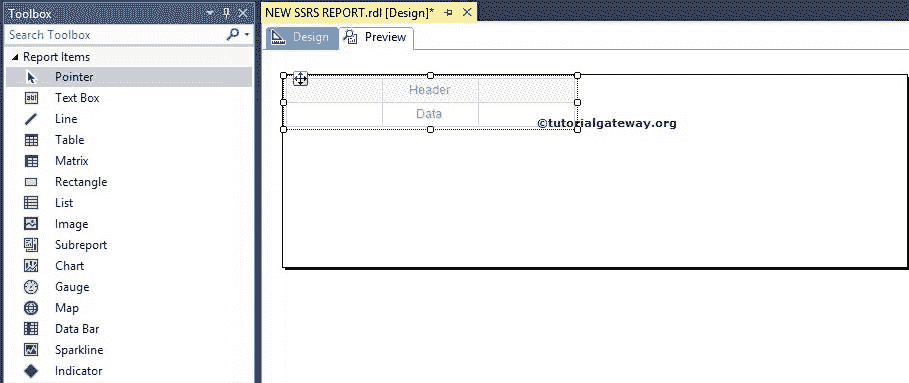 Toolbox
Search Toolbox
Report Items
Pointer
Text Box
Line
Table
Matrix
Rectangle
List
Image
Subreport
Chart
Gauge
Map
Data Bar
Sparkline
Indicator
NEW SSRS REPORT.rdl [Design]*
Design
Preview
Header
Data
©tutorialgateway.org